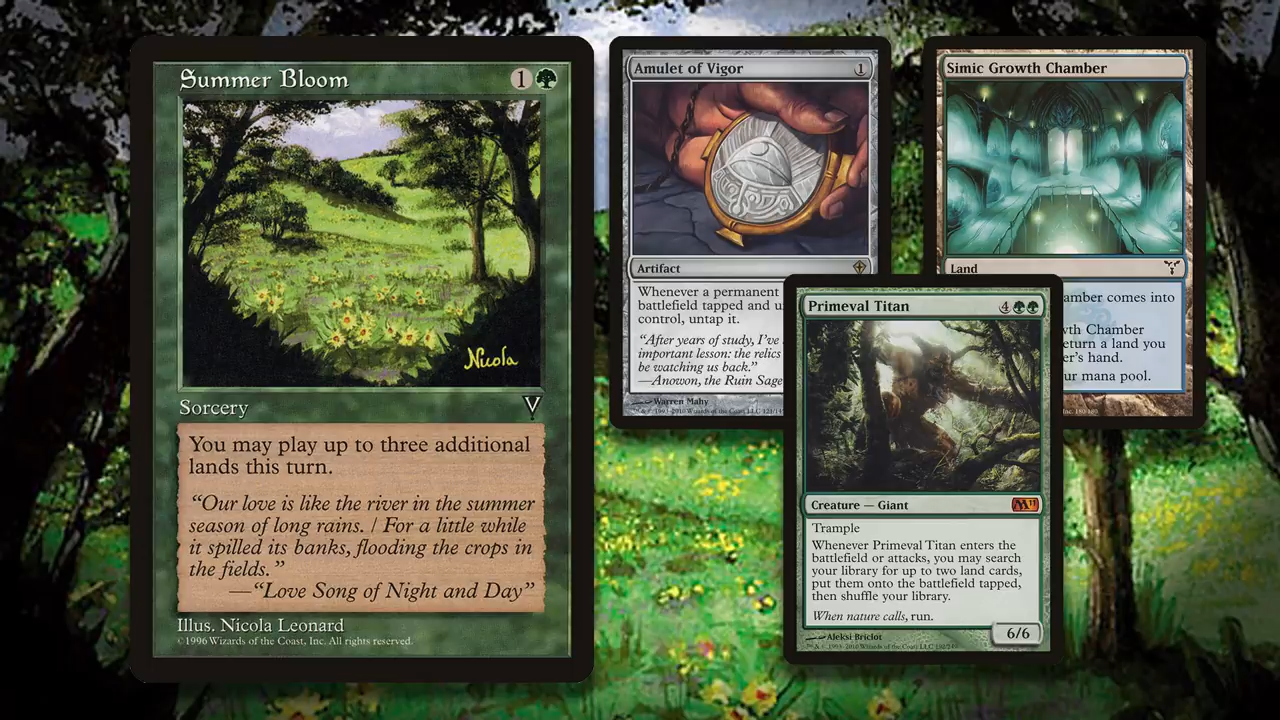 Summer Bloom 1
Nicola
Sorcery
You may play up to three additional
lands this turn.
“Our love is like the river in the summer
season of long rains. / For a little while
it spilled its banks, flooding the crops in
the fields.”
—“Love Song of Night and Day”
Illus. Nicola Leonard
©1996 Wizards of the Coast, Inc. All rights reserved.
Amulet of Vigor 1
Artifact
Whenever a permanent
battlefield tapped and
control, untap it.
“After years of study, I’ve
important lesson: the relics
be watching us back.”
—Anowon, the Ruin Sage
Warren Mahy
Simic Growth Chamber
Land
comes into
Chamber
a land you
hand.
mana pool.
Primeval Titan 4
Creature — Giant
M11
Trample
Whenever Primeval Titan enters the
battlefield or attacks, you may search
your library for up to two land cards,
put them onto the battlefield tapped,
then shuffle your library.
When nature calls, run.
6/6
Aleksi Briclot